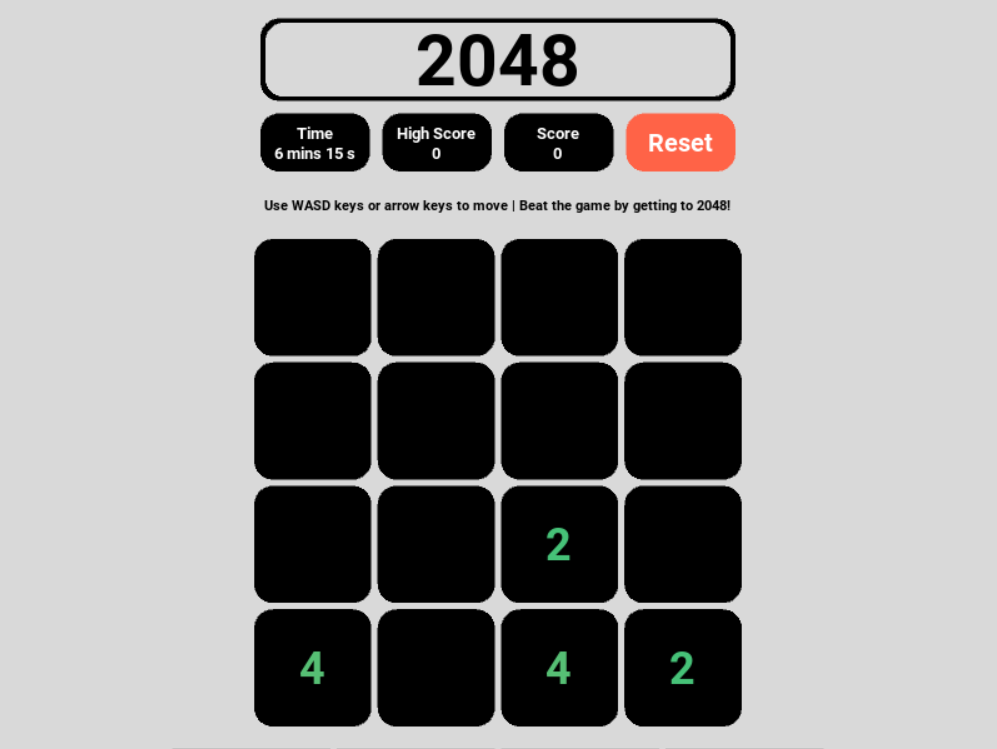 2048
Time
6 mins 15 s
High Score
0
Score
0
Reset
Use WASD keys or arrow keys to move | Beat the game by getting to 2048!
2
4 4 2